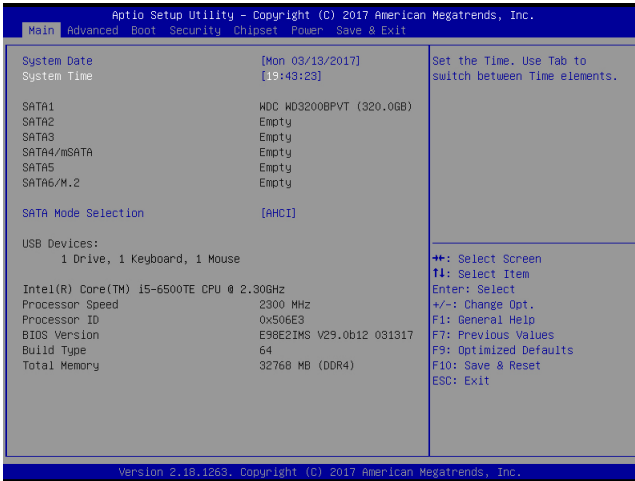 Aptio Setup Utility – Copyright (C) 2017 American Megatrends, Inc.
Main Advanced Boot Security Chipset Power Save & Exit
System Date [Mon 03/13/2017]
System Time [19:43:23]
SATA1 WDC WD3200BPVT (320.0GB)
SATA2 Empty
SATA3 Empty
SATA4/mSATA Empty
SATA5 Empty
SATA6/M.2 Empty
SATA Mode Selection [AHCI]
USB Devices:
1 Drive, 1 Keyboard, 1 Mouse
Intel(R) Core(TM) i5-6500TE CPU @ 2.30GHz
Processor Speed 2300 MHz
Processor ID 0x506E3
BIOS Version E98E2IMS V29.0b12 031317
Build Type 64
Total Memory 32768 MB (DDR4)
Set the Time. Use Tab to
switch between Time elements.
→←: Select Screen
↑↓: Select Item
Enter: Select
+/-: Change Opt.
F1: General Help
F7: Previous Values
F9: Optimized Defaults
F10: Save & Reset
ESC: Exit
Version 2.18.1263. Copyright (C) 2017 American Megatrends, Inc.